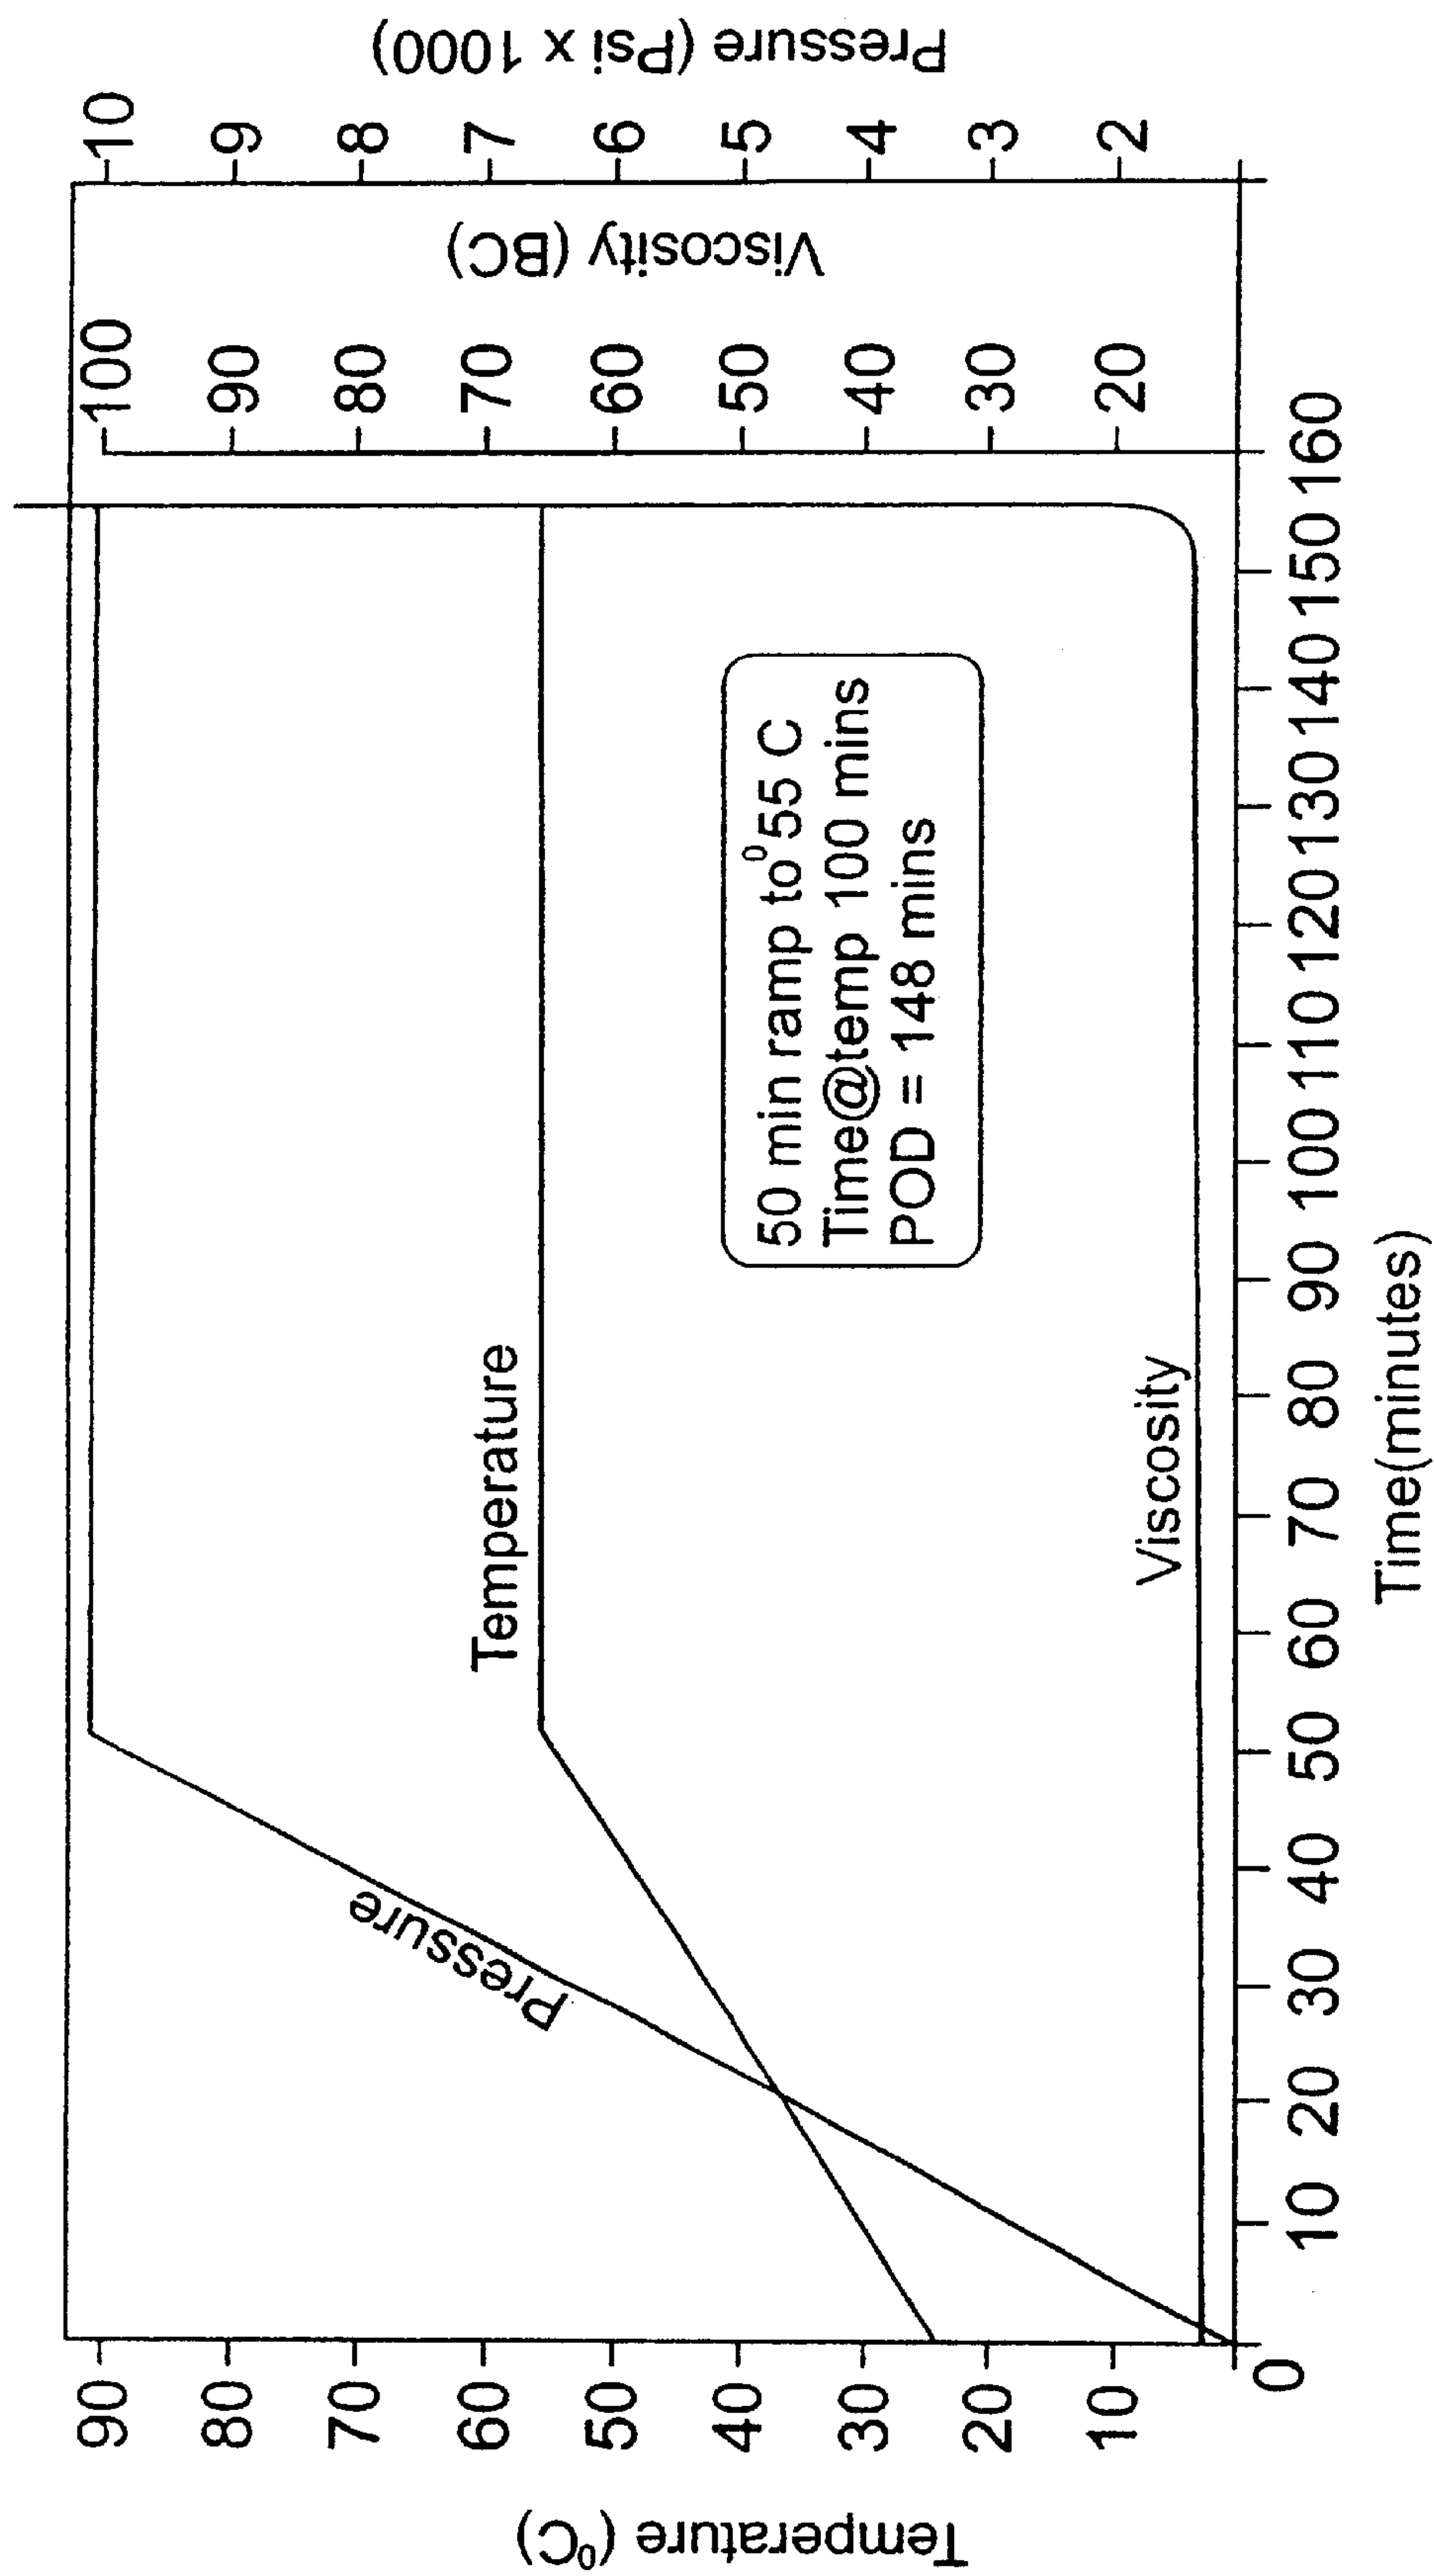 Temperature (⁰C)
90
80
70
60
50
40
30
20
10
0
Pressure
Temperature
Viscosity
50 min ramp to⁰55 C
Time@temp 100 mins
POD = 148 mins
10 20 30 40 50 60 70 80 90 100 110 120 130 140 150 160
Time(minutes)
100
90
80
70
60
50
40
30
20
Viscosity (BC)
10
9
8
7
6
5
4
3
2
Pressure (Psi x 1000)